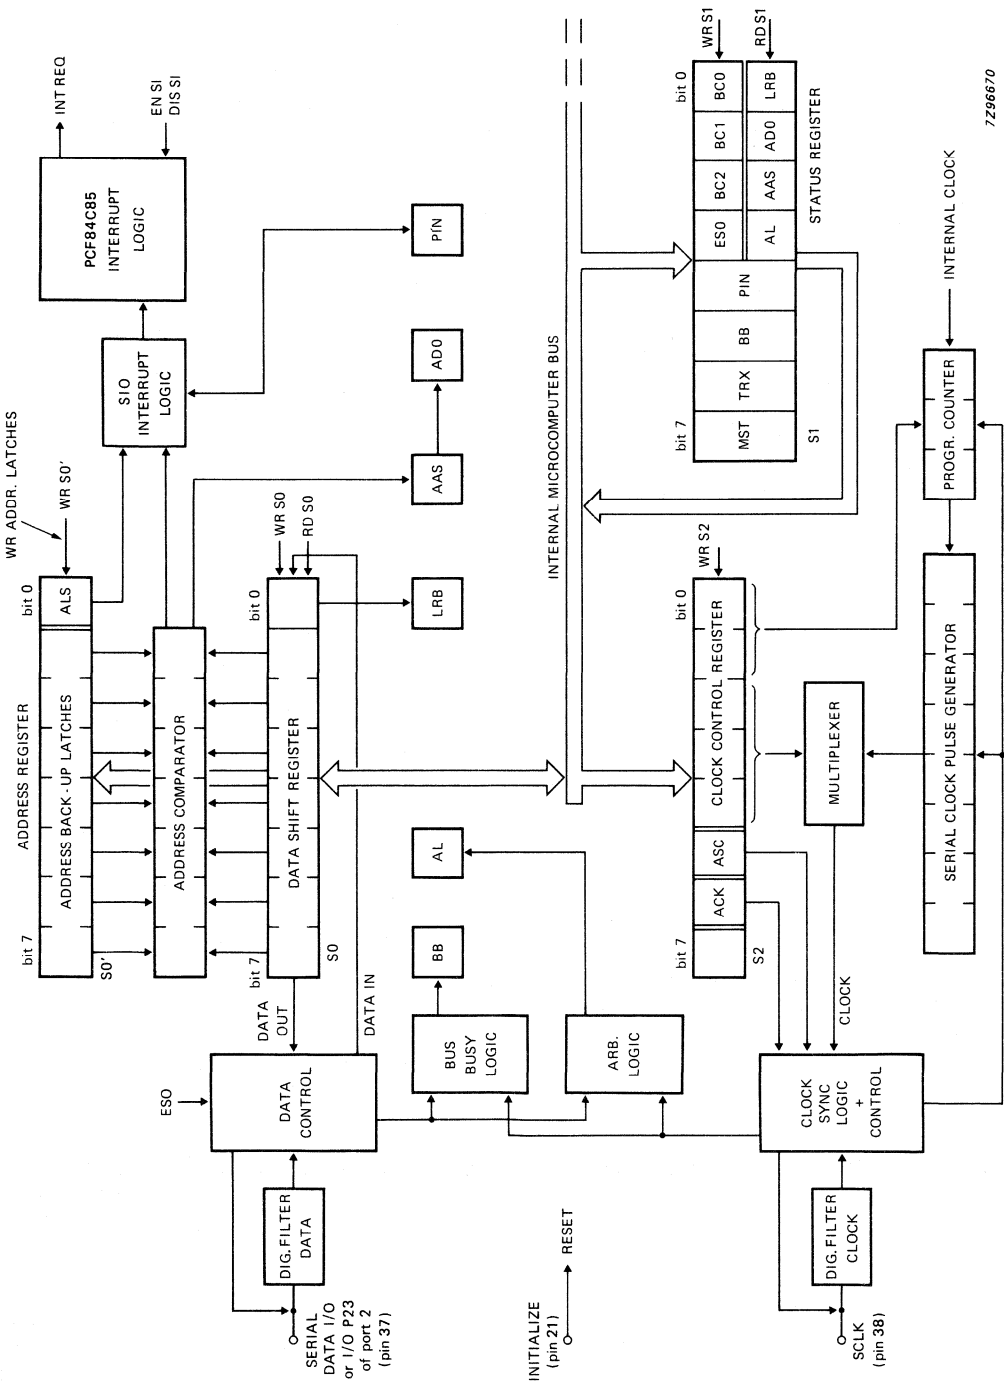 ADDRESS REGISTER
WR ADDR. LATCHES
bit 7
bit 0
WR S0'
ADDRESS BACK - UP LATCHES
ALS
S0'
ADDRESS COMPARATOR
SIO
INTERRUPT
LOGIC
PCF84C85
INTERRUPT
LOGIC
INT REQ
EN SI
DIS SI
ESO
DATA
OUT
bit 7
bit 0
WR S0
RD S0
DATA SHIFT REGISTER
S0
DATA IN
DATA
CONTROL
DIG. FILTER
DATA
SERIAL
DATA I/O
or I/O P23
of port 2
(pin 37)
BUS
BUSY
LOGIC
BB
AL
LRB
AAS
AD0
PIN
ARB.
LOGIC
INITIALIZE
(pin 21)
RESET
INTERNAL MICROCOMPUTER BUS
bit 7
bit 0
WR S2
ACK
ASC
CLOCK CONTROL REGISTER
S2
bit 7
bit 0
WR S1
MST
TRX
BB
PIN
ES0
BC2
BC1
BC0
AL
AAS
AD0
LRB
RD S1
S1
STATUS REGISTER
CLOCK
SYNC
LOGIC
+
CONTROL
CLOCK
MULTIPLEXER
DIG. FILTER
CLOCK
SCLK
(pin 38)
SERIAL CLOCK PULSE GENERATOR
PROGR. COUNTER
INTERNAL CLOCK
7Z96670